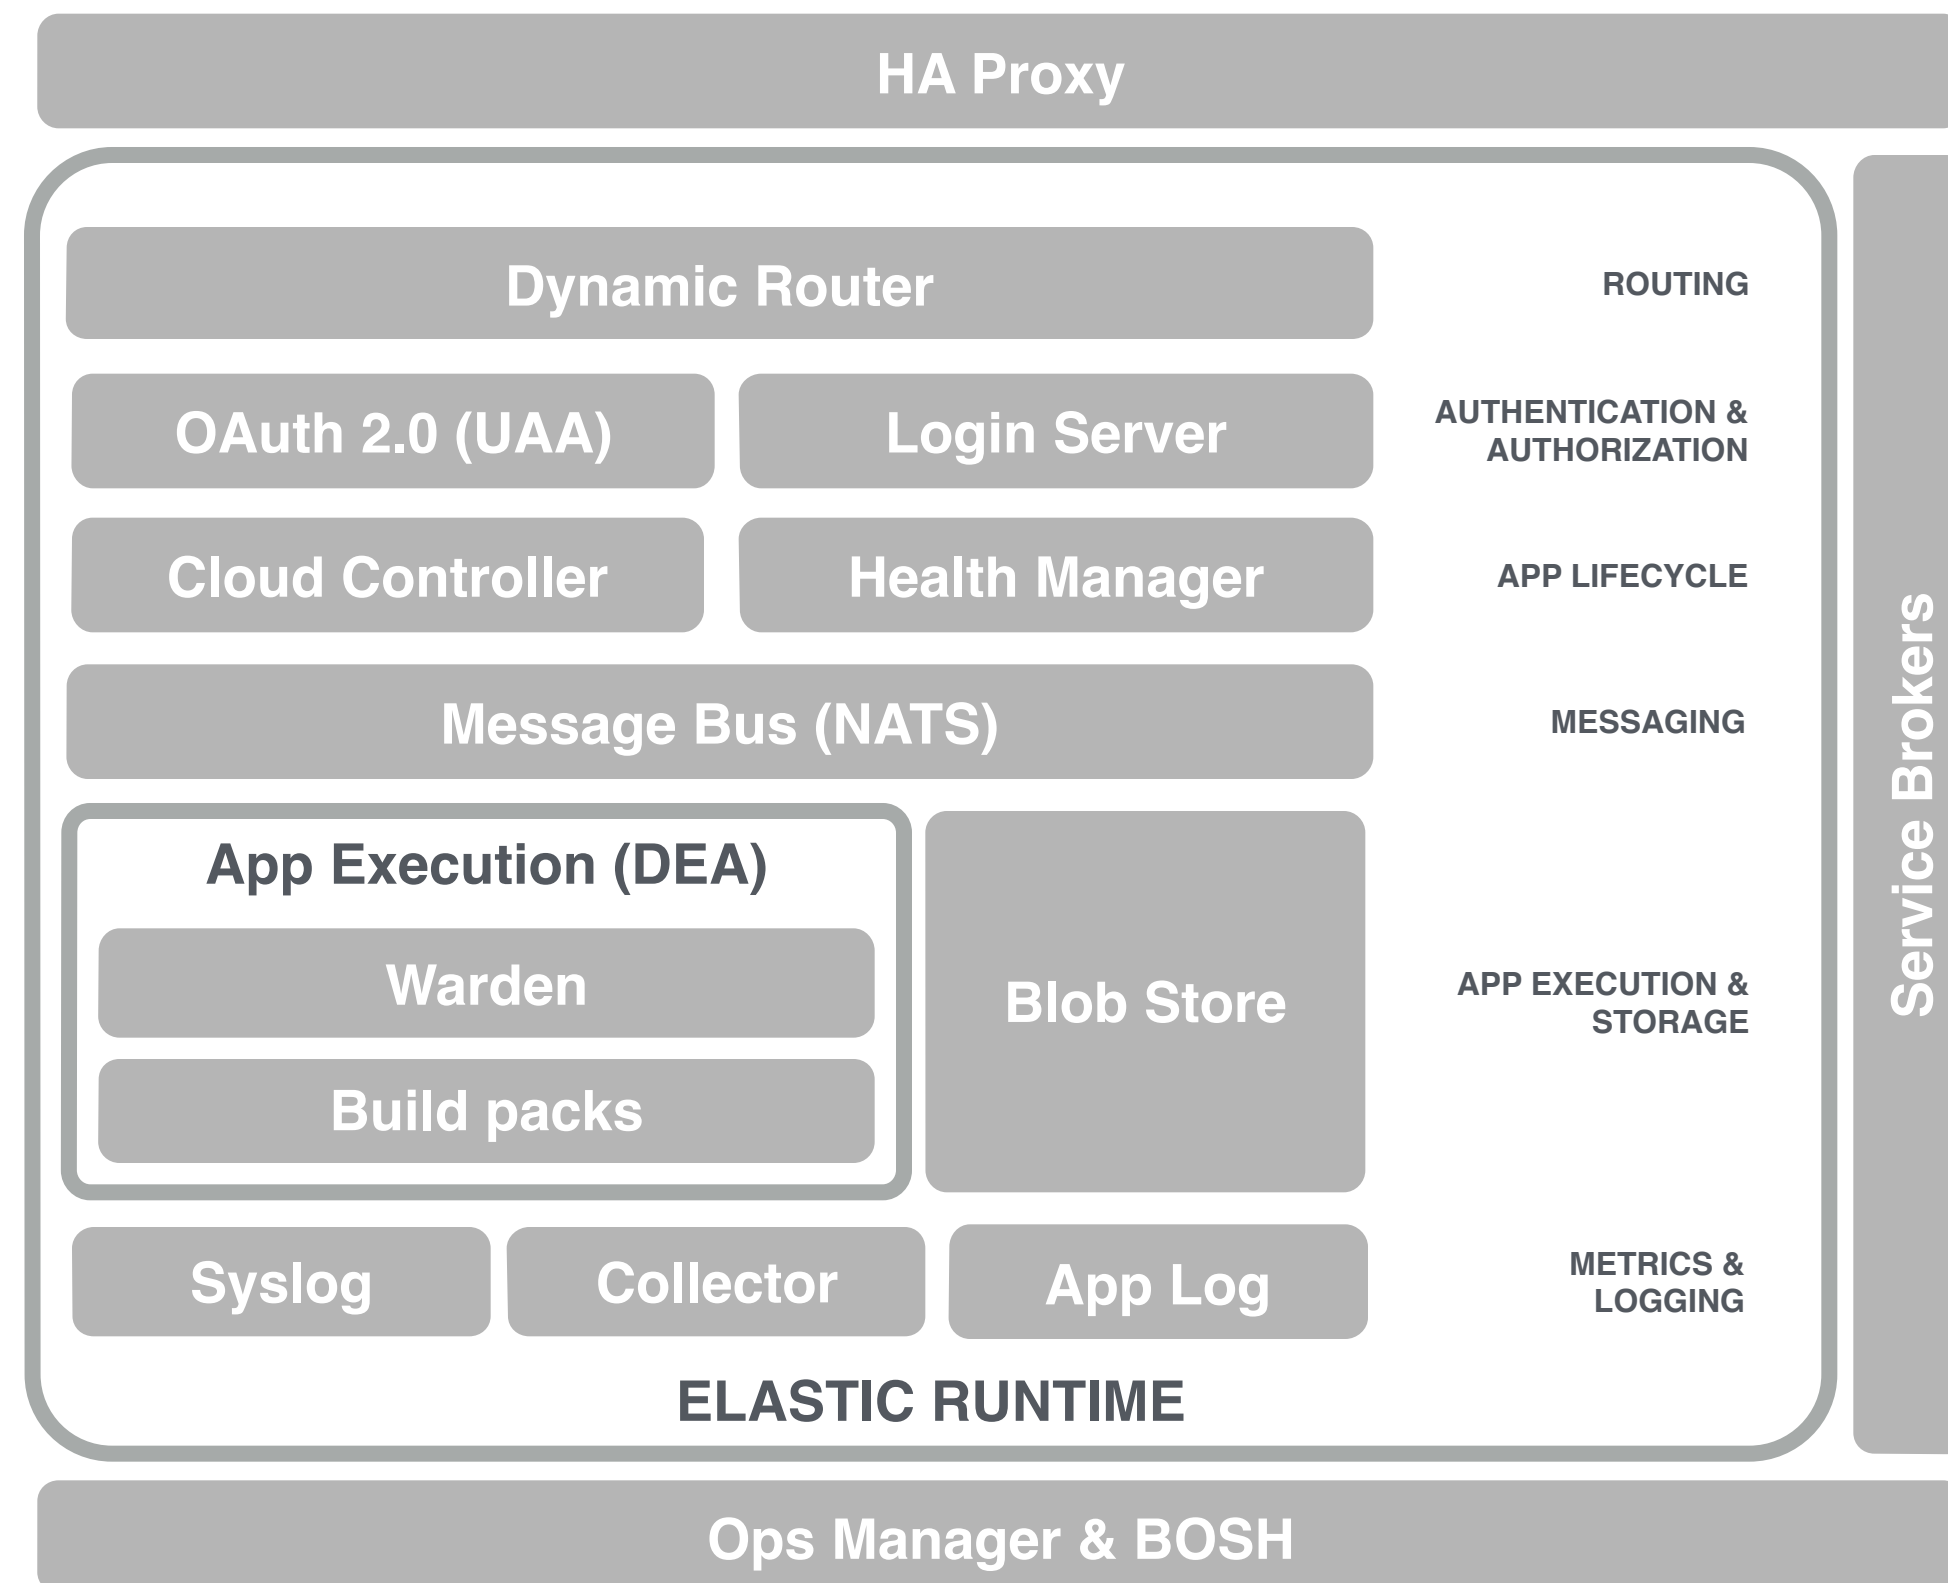 HA Proxy
Dynamic Router
ROUTING
OAuth 2.0 (UAA)
Login Server
AUTHENTICATION &
AUTHORIZATION
Cloud Controller
Health Manager
APP LIFECYCLE
Message Bus (NATS)
MESSAGING
App Execution (DEA)
Warden
Build packs
Blob Store
APP EXECUTION &
STORAGE
Syslog
Collector
App Log
METRICS &
LOGGING
ELASTIC RUNTIME
Service Brokers
Ops Manager & BOSH